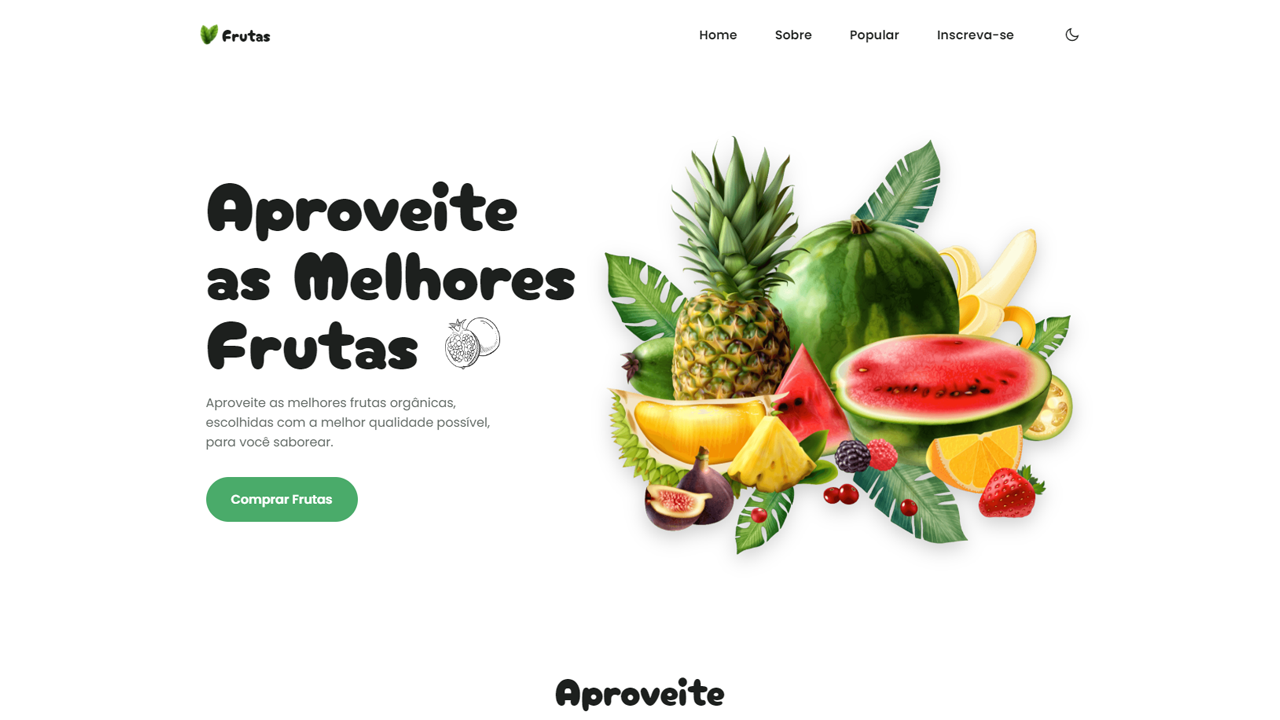 Frutas
Home
Sobre
Popular
Inscreva-se
Aproveite
as Melhores
Frutas
Aproveite as melhores frutas orgânicas,
escolhidas com a melhor qualidade possível,
para você saborear.
Comprar Frutas
Aproveite